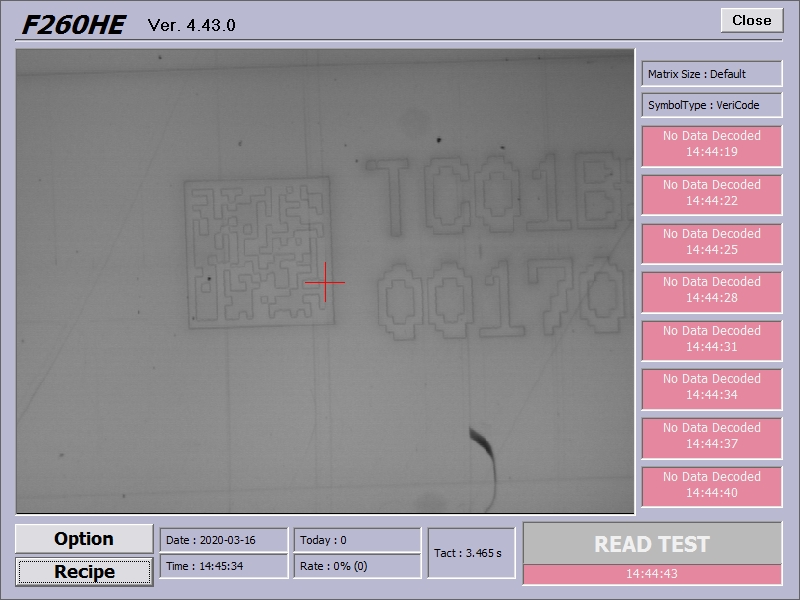 F260HE Ver. 4.43.0
Close
TCO1B
001700
Matrix Size : Default
SymbolType : VeriCode
No Data Decoded
14:44:19
No Data Decoded
14:44:22
No Data Decoded
14:44:25
No Data Decoded
14:44:28
No Data Decoded
14:44:31
No Data Decoded
14:44:34
No Data Decoded
14:44:37
No Data Decoded
14:44:40
Option
Recipe
Date : 2020-03-16
Time : 14:45:34
Today : 0
Rate : 0% (0)
Tact : 3.465 s
READ TEST
14:44:43